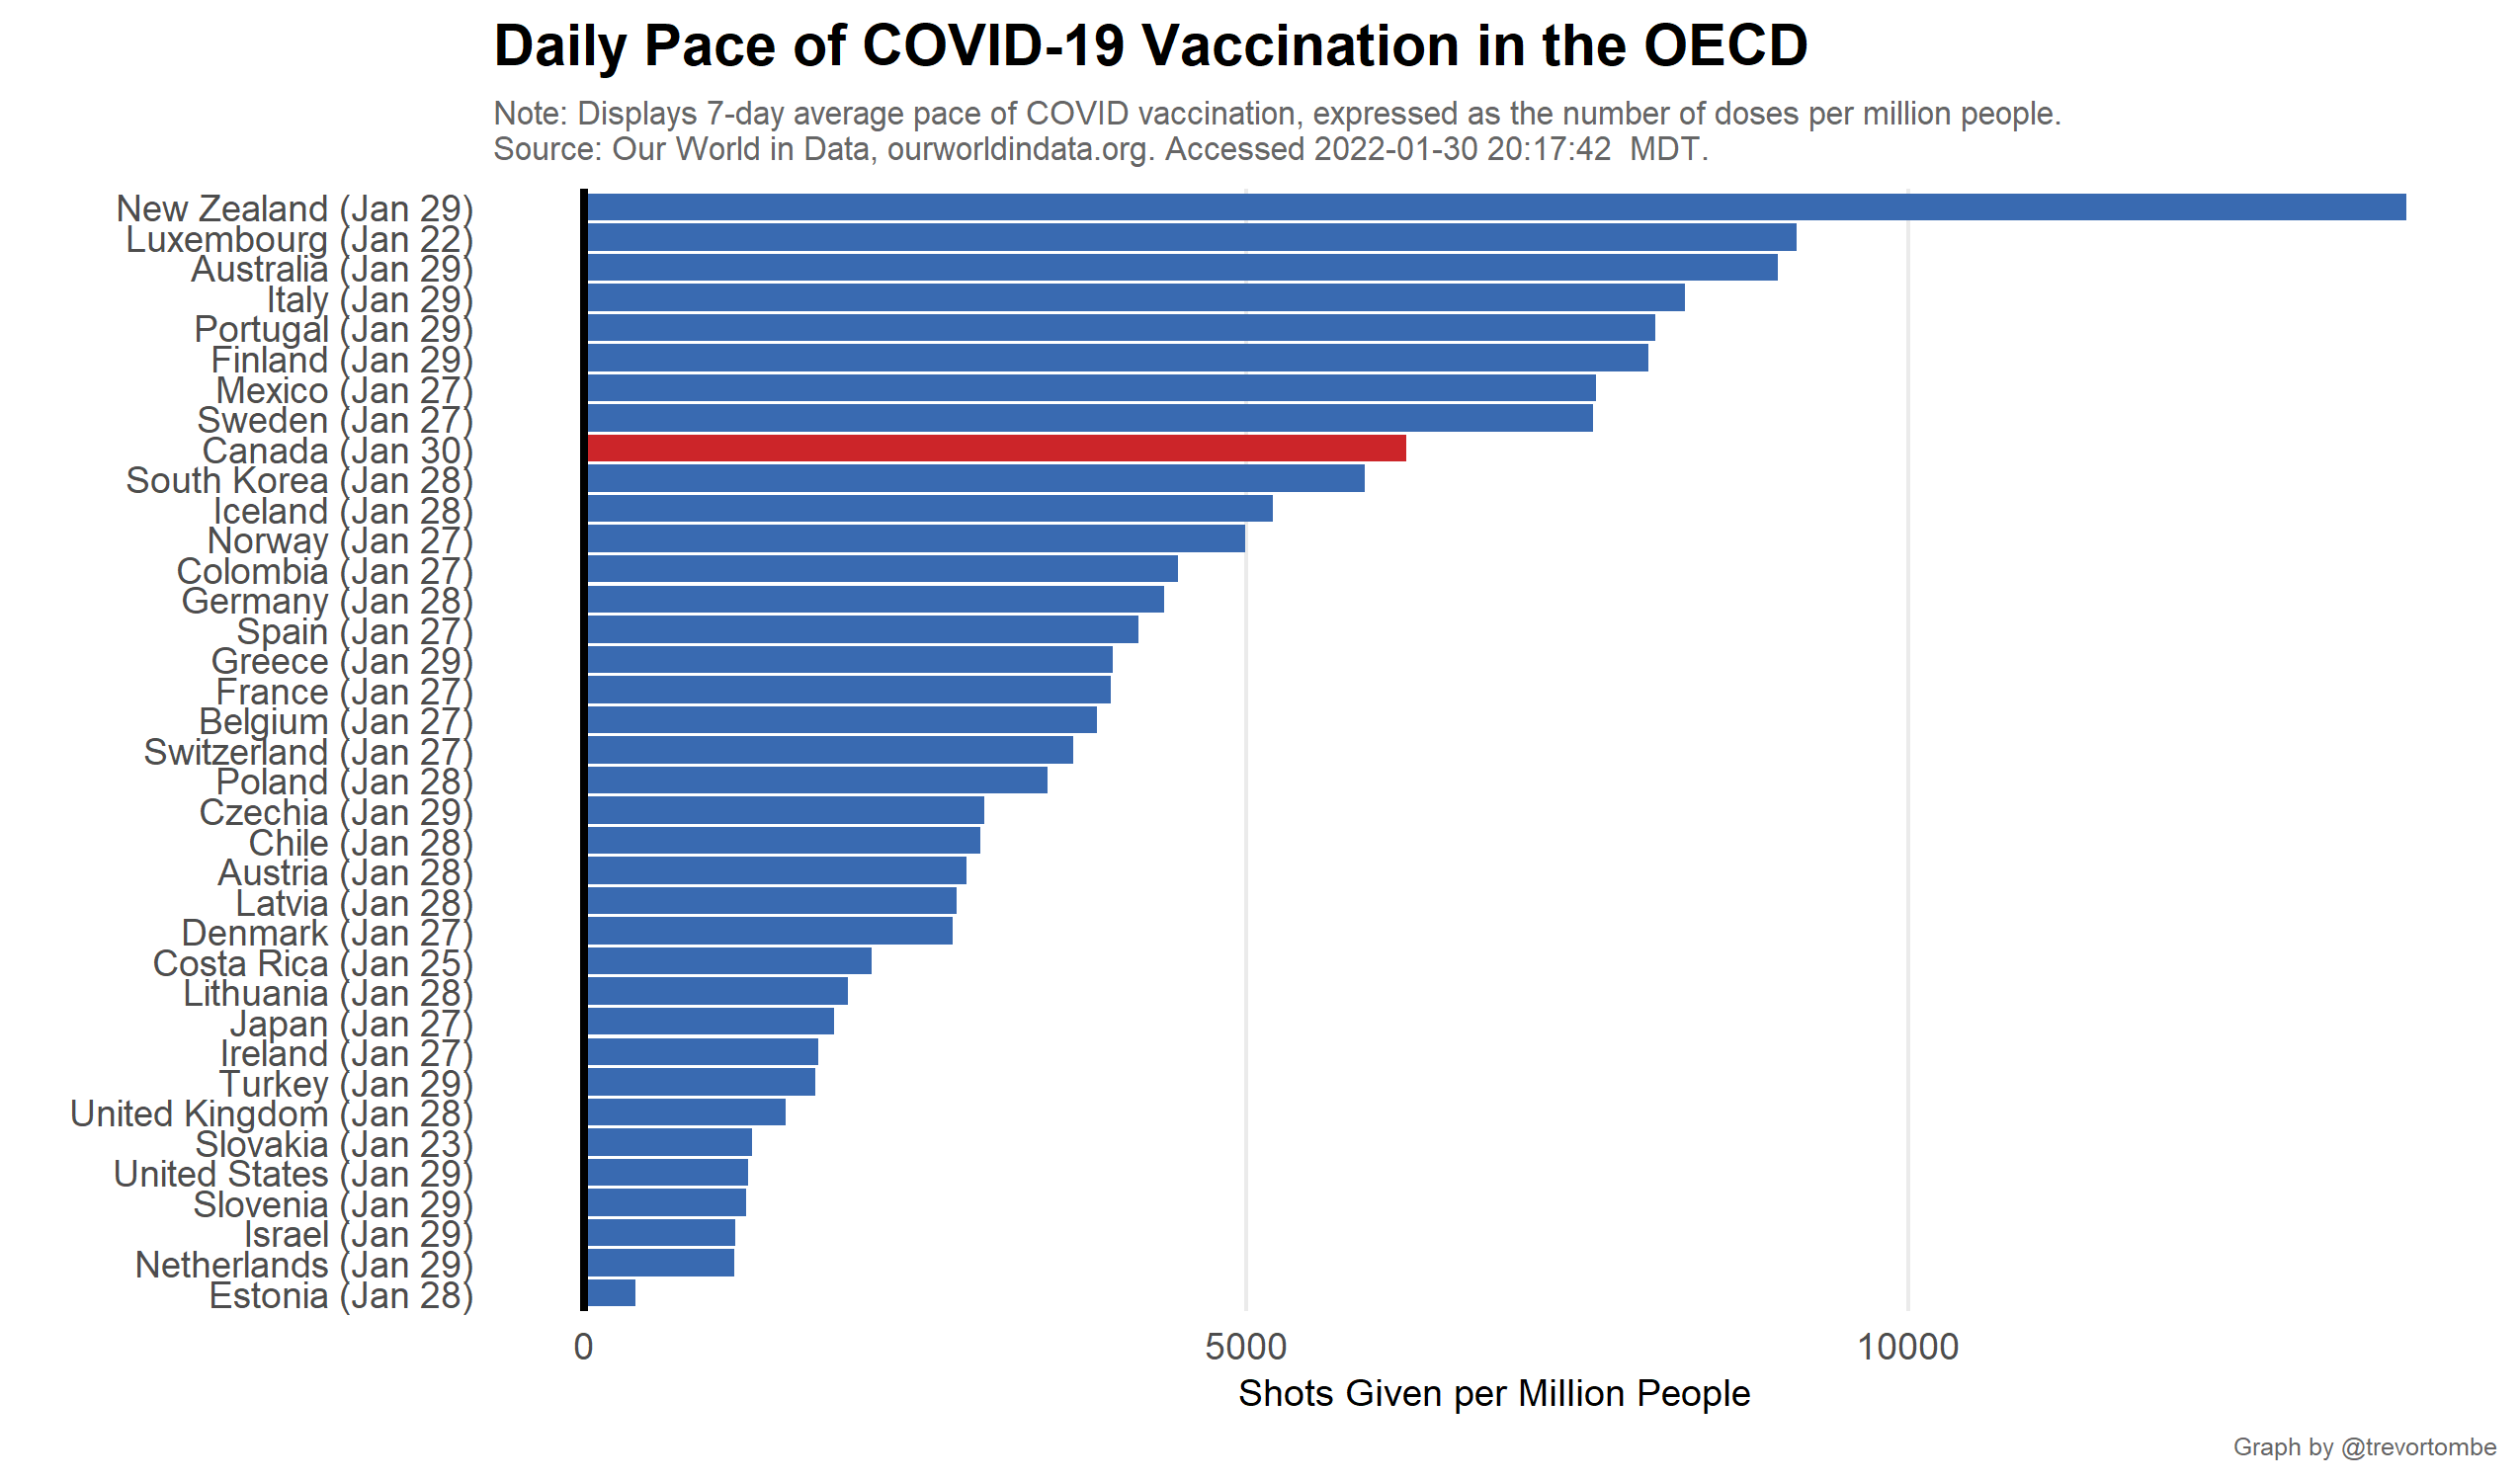 Daily Pace of COVID-19 Vaccination in the OECD
Note: Displays 7-day average pace of COVID vaccination, expressed as the number of doses per million people.
Source: Our World in Data, ourworldindata.org. Accessed 2022-01-30 20:17:42  MDT.
New Zealand (Jan 29)
Luxembourg (Jan 22)
Australia (Jan 29)
Italy (Jan 29)
Portugal (Jan 29)
Finland (Jan 29)
Mexico (Jan 27)
Sweden (Jan 27)
Canada (Jan 30)
South Korea (Jan 28)
Iceland (Jan 28)
Norway (Jan 27)
Colombia (Jan 27)
Germany (Jan 28)
Spain (Jan 27)
Greece (Jan 29)
France (Jan 27)
Belgium (Jan 27)
Switzerland (Jan 27)
Poland (Jan 28)
Czechia (Jan 29)
Chile (Jan 28)
Austria (Jan 28)
Latvia (Jan 28)
Denmark (Jan 27)
Costa Rica (Jan 25)
Lithuania (Jan 28)
Japan (Jan 27)
Ireland (Jan 27)
Turkey (Jan 29)
United Kingdom (Jan 28)
Slovakia (Jan 23)
United States (Jan 29)
Slovenia (Jan 29)
Israel (Jan 29)
Netherlands (Jan 29)
Estonia (Jan 28)
0 5000 10000
Shots Given per Million People
Graph by @trevortombe